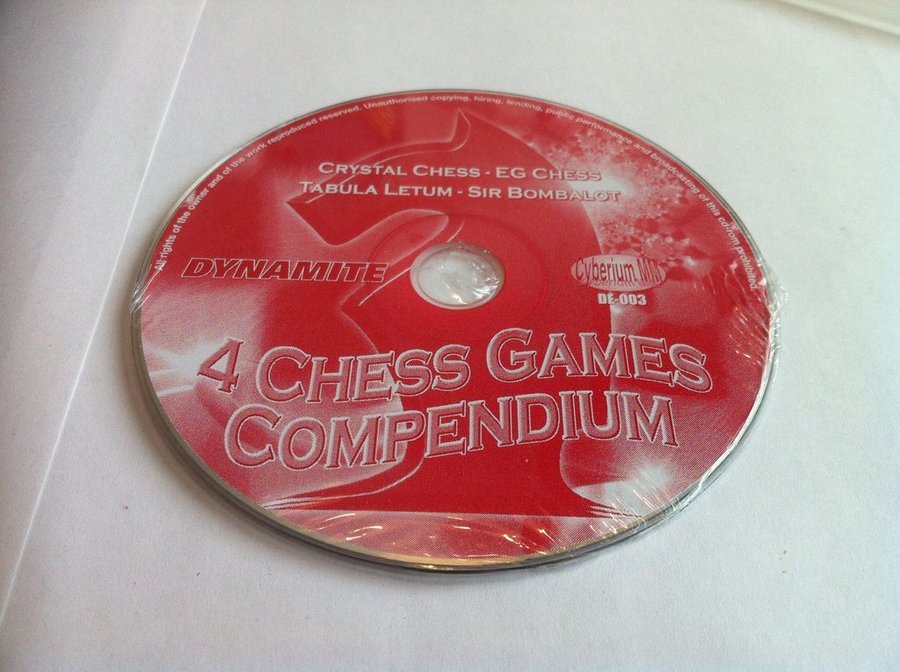 All rights of the owner and of the work reproduced reserved. Unauthorised copying, hiring, lending, public performance and broadcasting of this cd-rom prohibited.
CRYSTAL CHESS - EG CHESS
TABULA LETUM - SIR BOMBALOT
DYNAMITE
Cyberium MM
DE-003
4 CHESS GAMES
COMPENDIUM